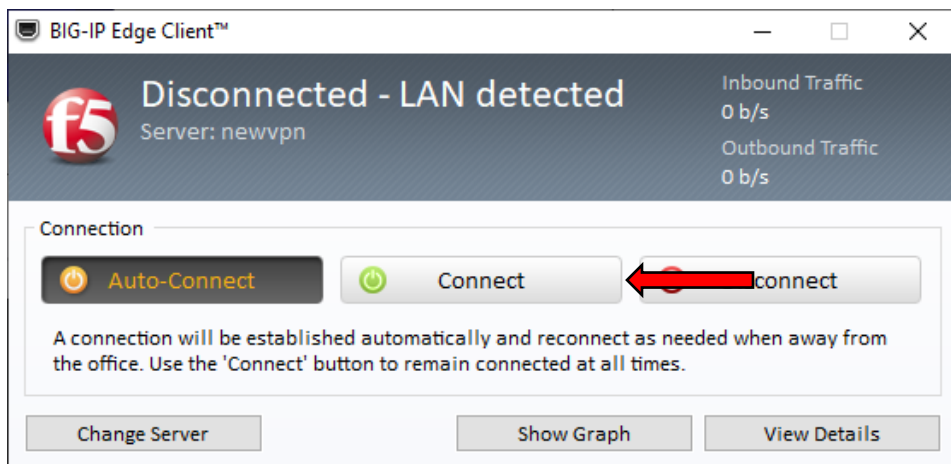 BIG-IP Edge Client™
f5
Disconnected - LAN detected
Server: newvpn
Inbound Traffic
0 b/s
Outbound Traffic
0 b/s
Connection
Auto-Connect
Connect
connect
A connection will be established automatically and reconnect as needed when away from
the office. Use the 'Connect' button to remain connected at all times.
Change Server
Show Graph
View Details